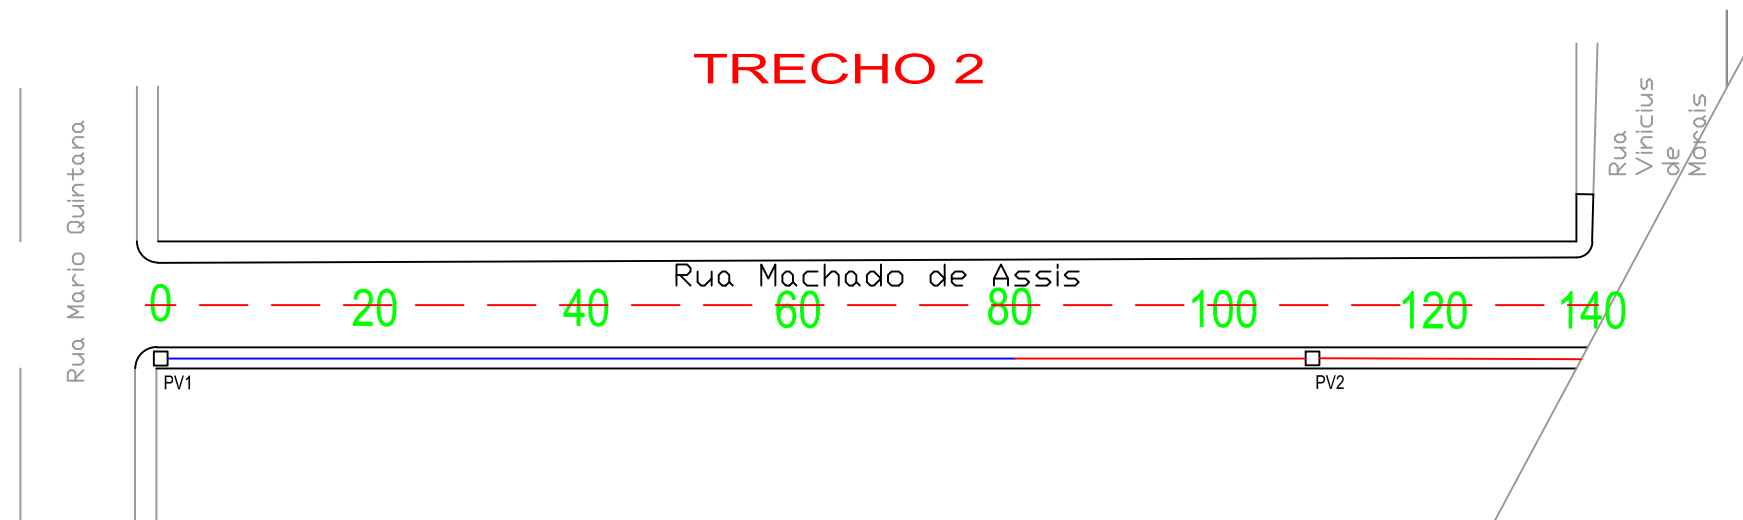 TRECHO 2
Rua Mario Quintana
Rua
Vinicius
de
Morais
Rua Machado de Assis
0 20 40 60 80 100 120 140
PV1 PV2